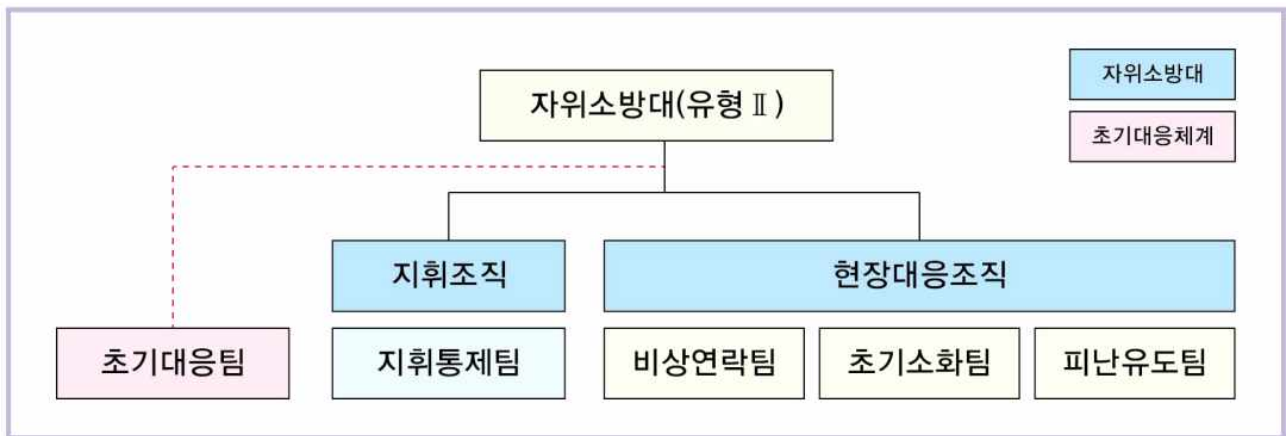 자위소방대
자위소방대(유형 Ⅱ)
초기대응체계
지휘조직
현장대응조직
초기대응팀
지휘통제팀
비상연락팀
초기소화팀
피난유도팀